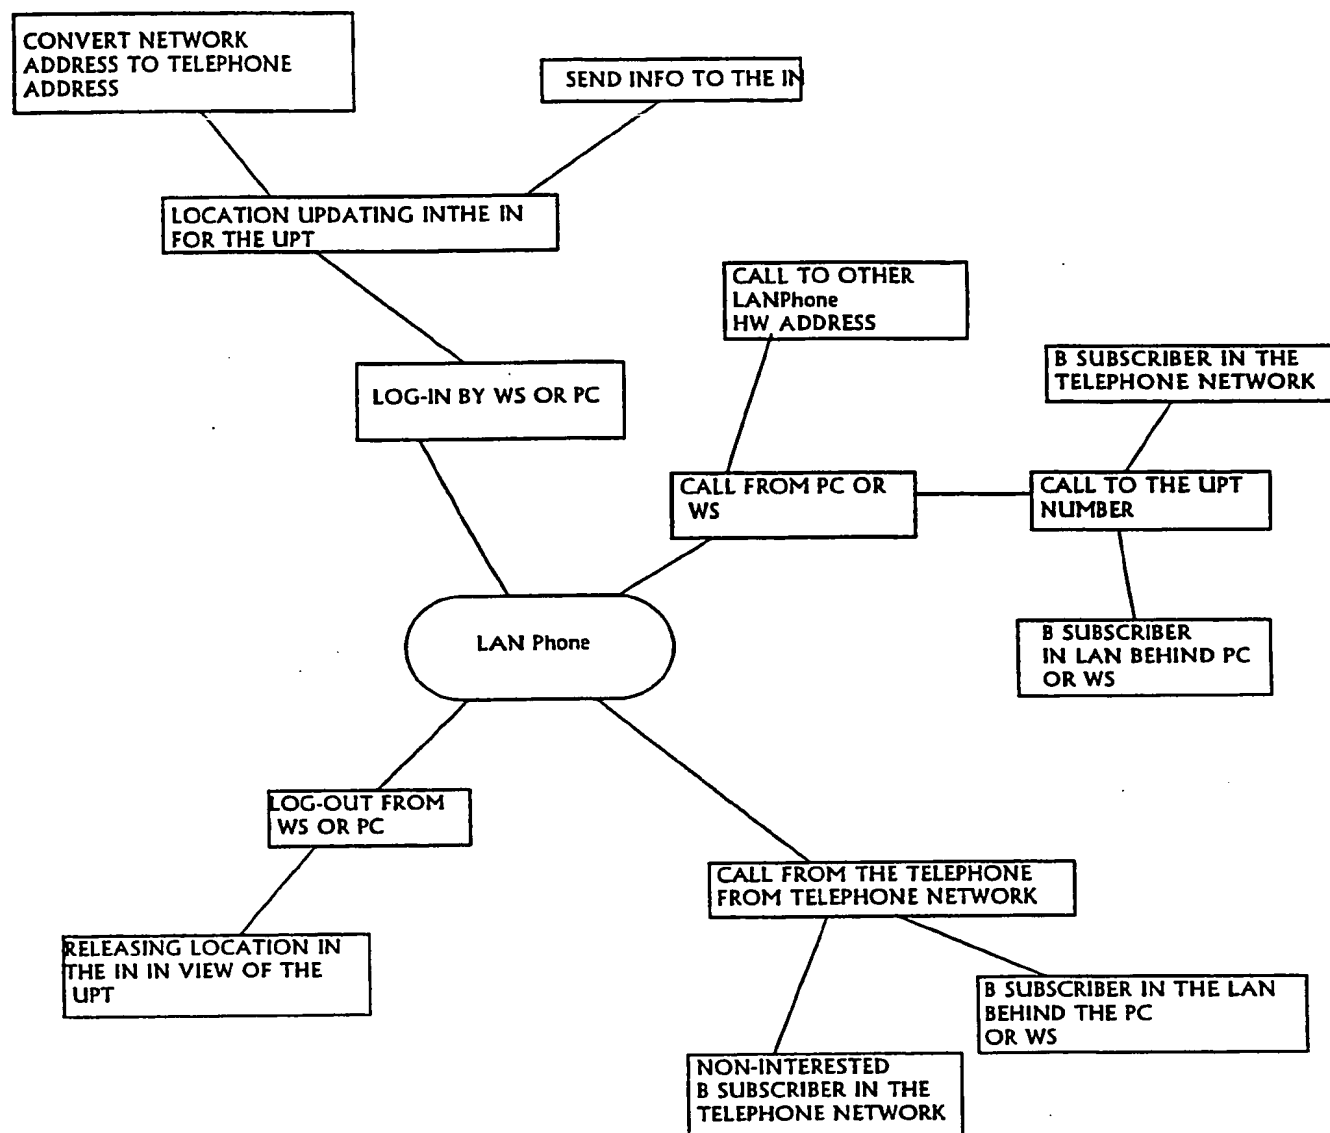 CONVERT NETWORK
ADDRESS TO TELEPHONE
ADDRESS
SEND INFO TO THE IN
LOCATION UPDATING INTHE IN
FOR THE UPT
CALL TO OTHER
LANPhone
HW ADDRESS
B SUBSCRIBER IN THE
TELEPHONE NETWORK
LOG-IN BY WS OR PC
CALL FROM PC OR
WS
CALL TO THE UPT
NUMBER
LAN Phone
B SUBSCRIBER
IN LAN BEHIND PC
OR WS
LOG-OUT FROM
WS OR PC
CALL FROM THE TELEPHONE
FROM TELEPHONE NETWORK
RELEASING LOCATION IN
THE IN IN VIEW OF THE
UPT
B SUBSCRIBER IN THE LAN
BEHIND THE PC
OR WS
NON-INTERESTED
B SUBSCRIBER IN THE
TELEPHONE NETWORK